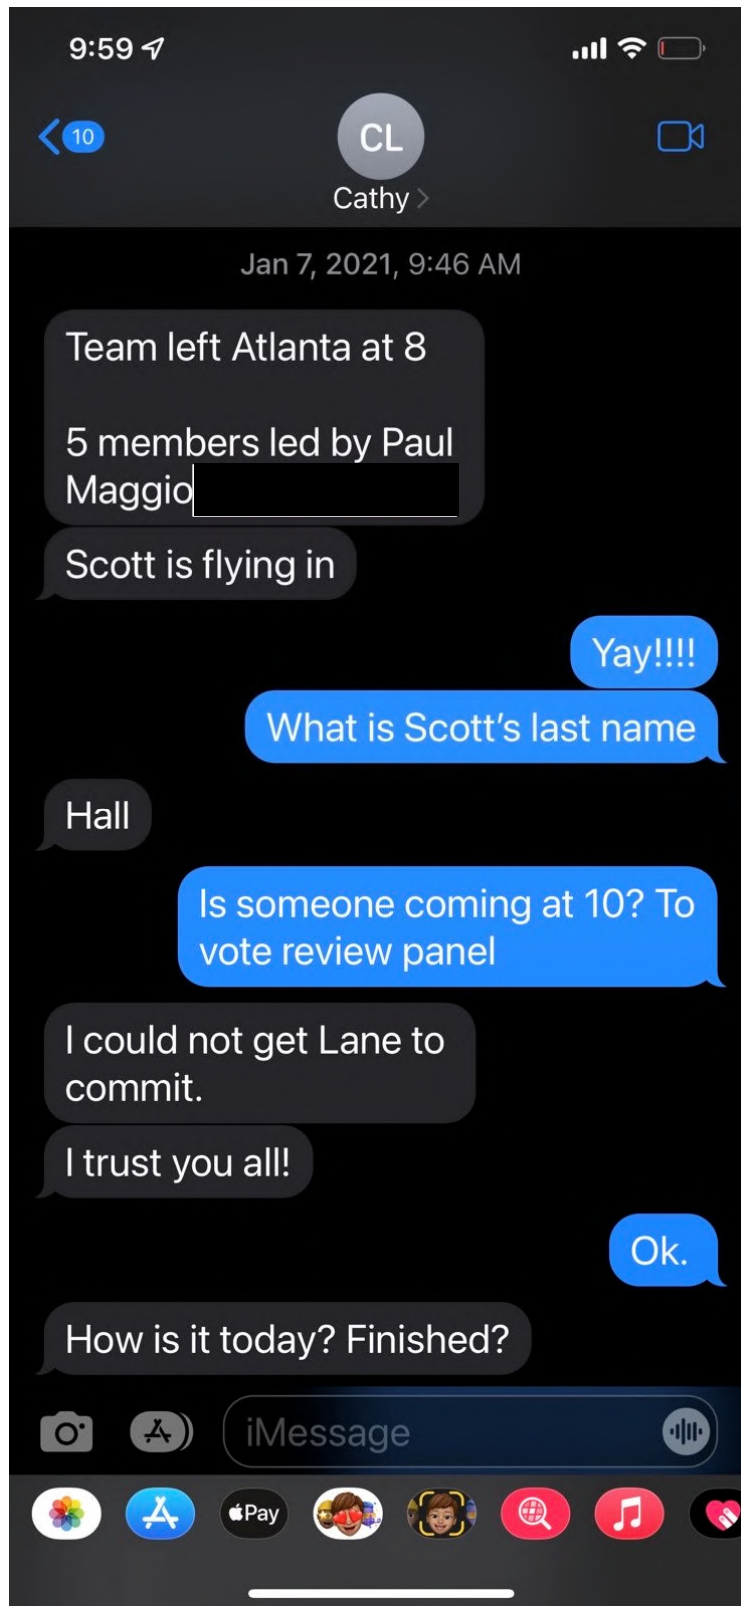 9:59
10
CL
Cathy
Jan 7, 2021, 9:46 AM
Team left Atlanta at 8
5 members led by Paul
Maggio
Scott is flying in
Yay!!!!
What is Scott's last name
Hall
Is someone coming at 10? To
vote review panel
I could not get Lane to
commit.
I trust you all!
Ok.
How is it today? Finished?
iMessage
Pay